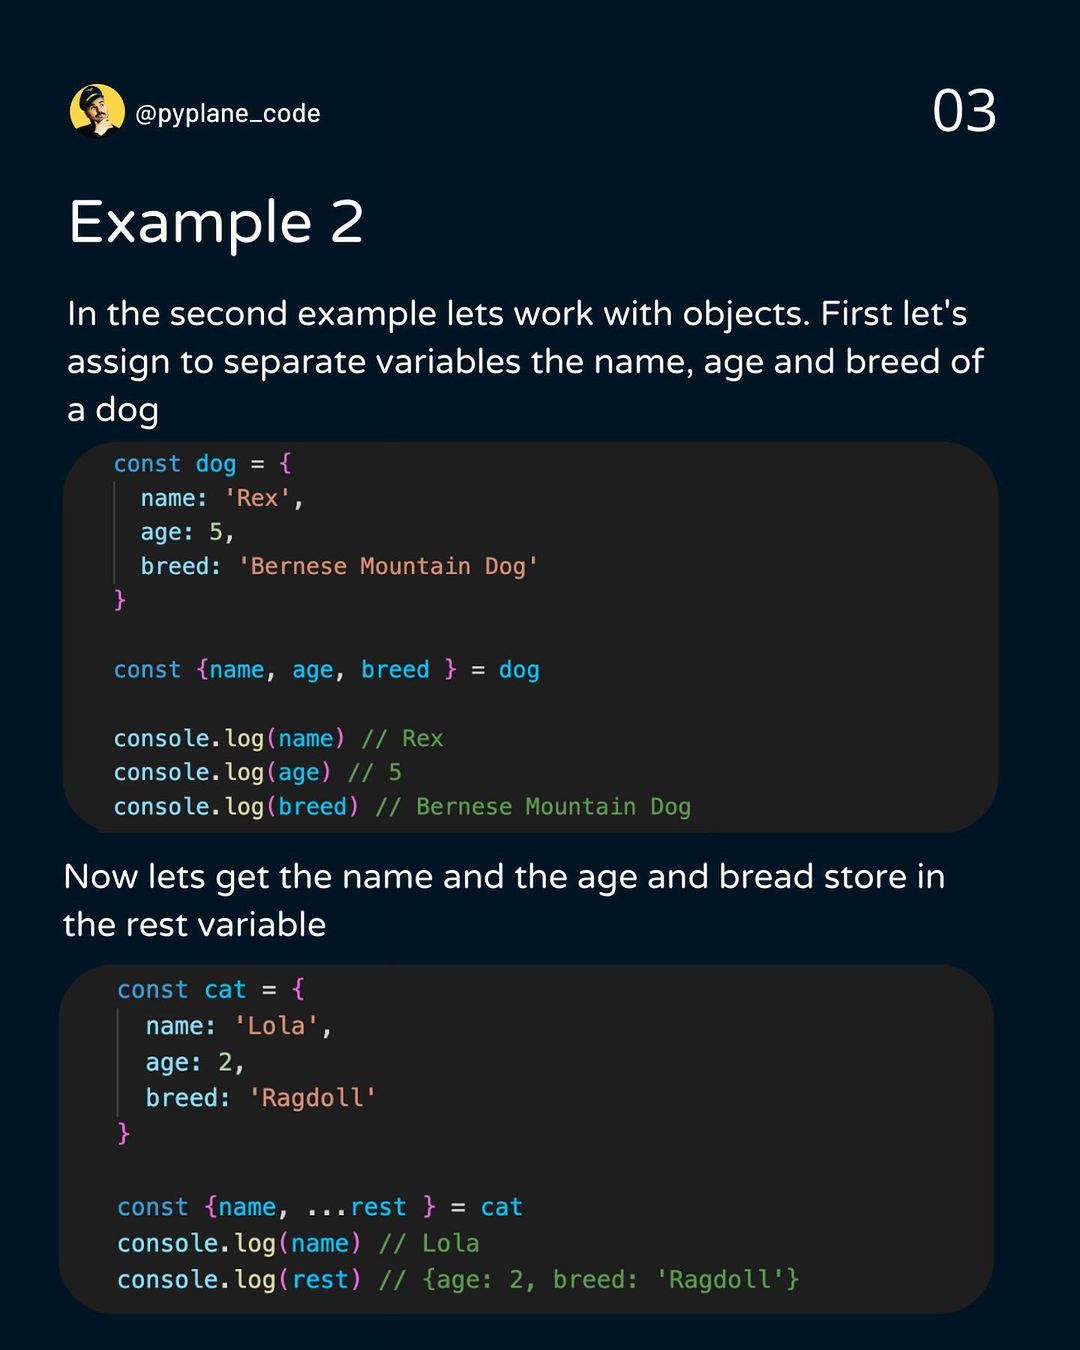 @pyplane_code
03
Example 2
In the second example lets work with objects. First let's
assign to separate variables the name, age and breed of
a dog
const dog = {
name: 'Rex',
age: 5,
breed: 'Bernese Mountain Dog'
}
const {name, age, breed } = dog
console.log(name) // Rex
console.log(age) // 5
console.log(breed) // Bernese Mountain Dog
Now lets get the name and the age and bread store in
the rest variable
const cat = {
name: 'Lola',
age: 2,
breed: 'Ragdoll'
}
const {name, ...rest } = cat
console.log(name) // Lola
console.log(rest) // {age: 2, breed: 'Ragdoll'}